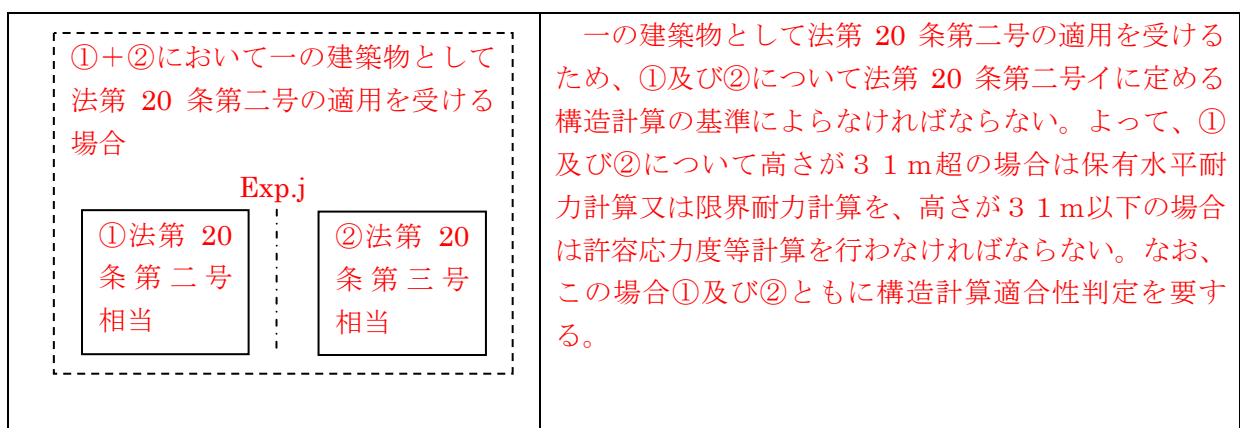 ①+②において一の建築物として
法第 20 条第二号の適用を受ける
場合
Exp.j
①法第 20
条第二号
相当
②法第 20
条第三号
相当
一の建築物として法第 20 条第二号の適用を受ける
ため、①及び②について法第 20 条第二号イに定める
構造計算の基準によらなければならない。よって、①
及び②について高さが31m超の場合は保有水平耐
力計算又は限界耐力計算を、高さが31m以下の場合
は許容応力度等計算を行わなければならない。なお、
この場合①及び②ともに構造計算適合性判定を要す
る。